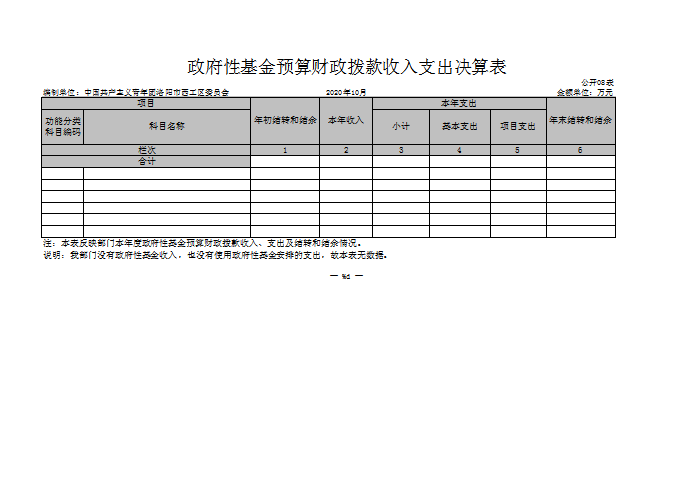 政府性基金预算财政拨款收入支出决算表
公开08表
编制单位：中国共产主义青年团洛阳市西工区委员会 2020年10月 金额单位：万元
项目 年初结转和结余 本年收入 本年支出 年末结转和结余
功能分类科目编码 科目名称 小计 基本支出 项目支出
栏次 1 2 3 4 5 6
合计
注：本表反映部门本年度政府性基金预算财政拨款收入、支出及结转和结余情况。
说明：我部门没有政府性基金收入，也没有使用政府性基金安排的支出，故本表无数据。
— %d —